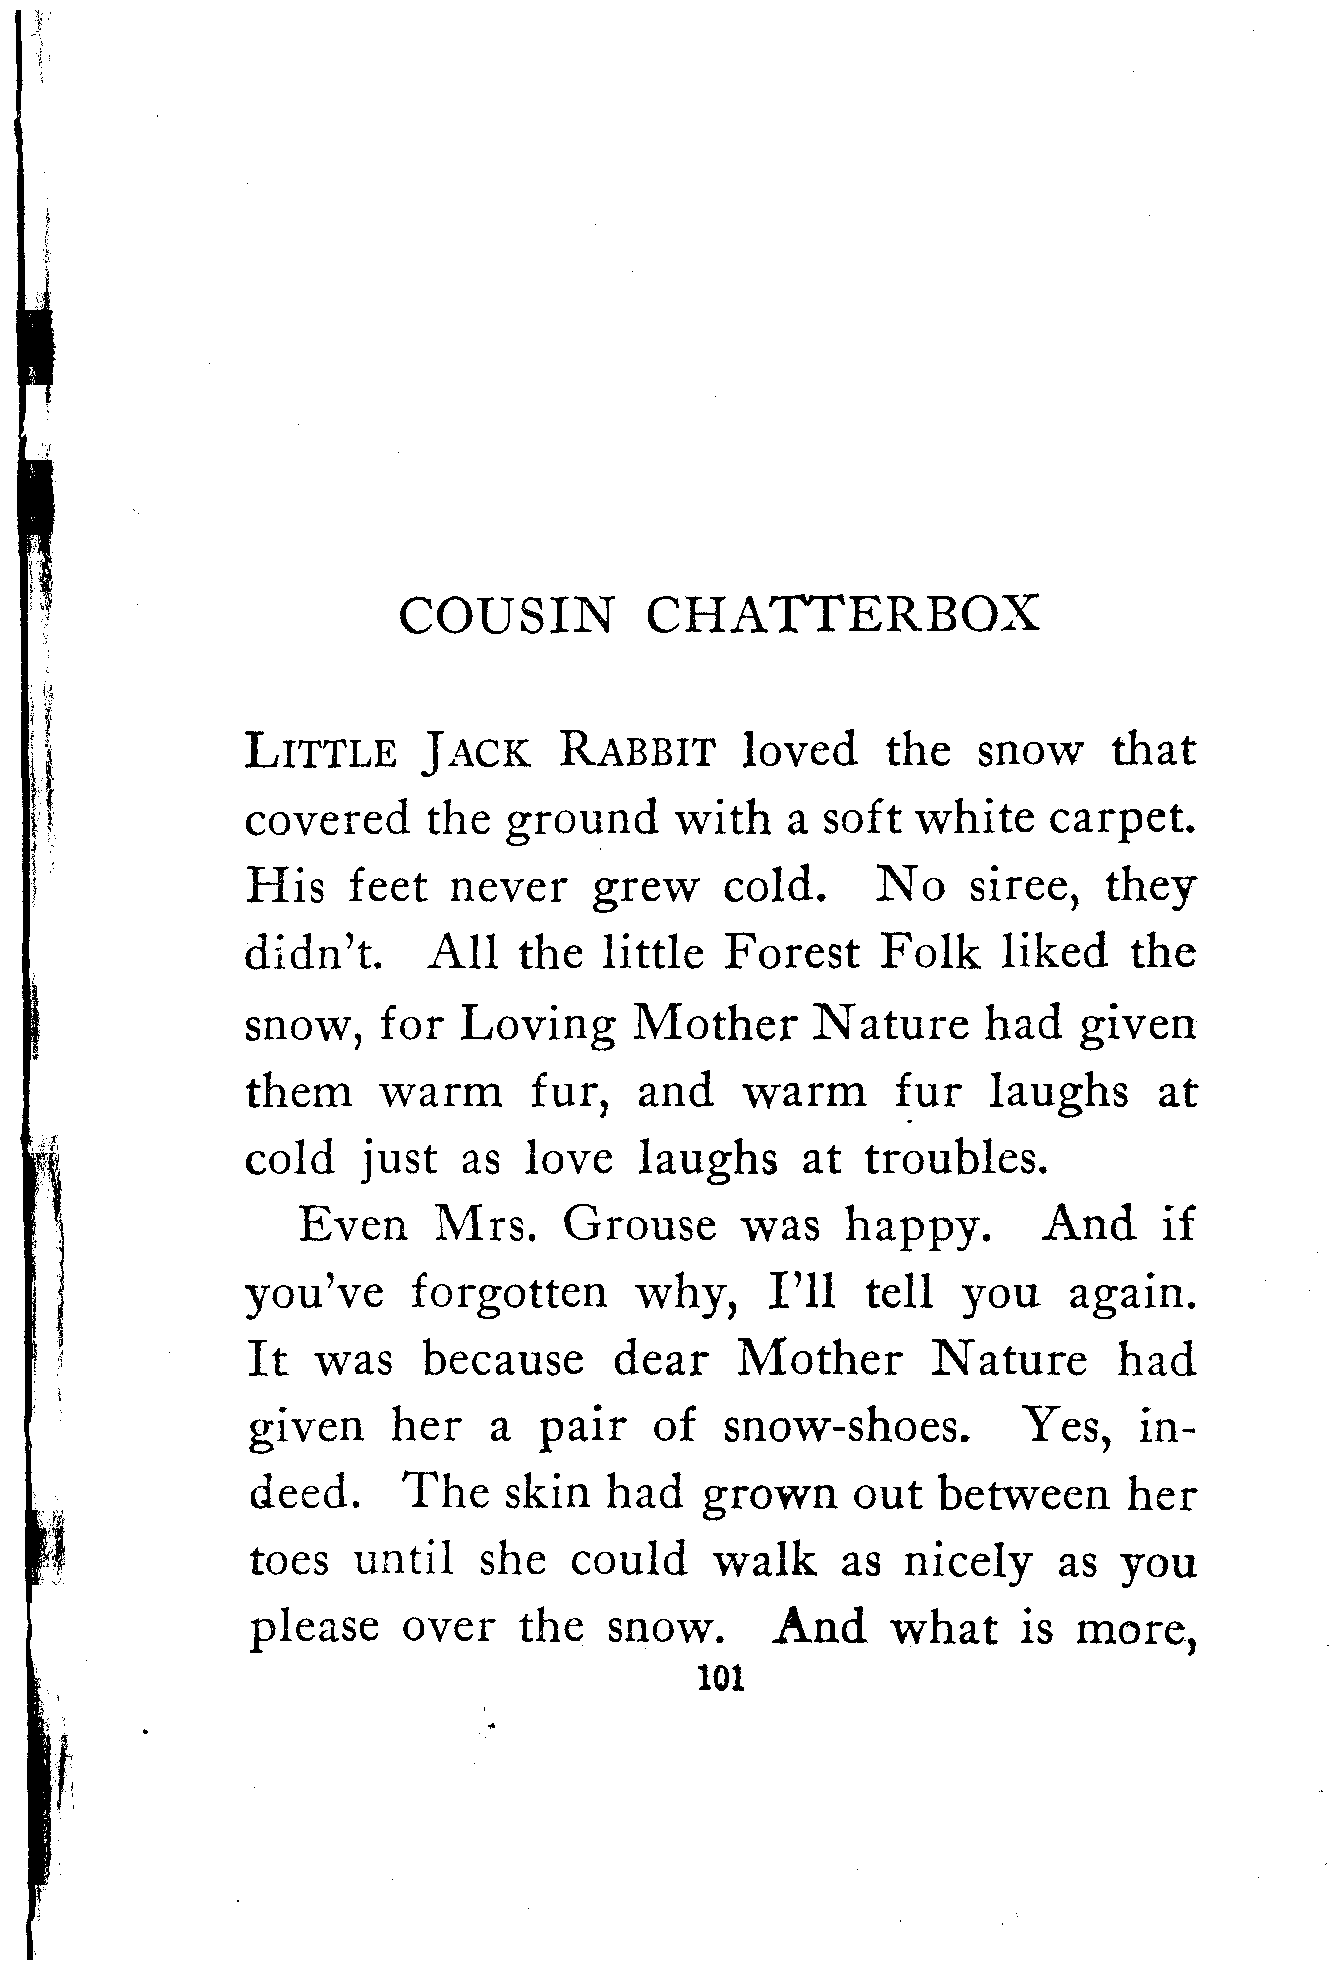 COUSIN CHATTERBOX
LITTLE JACK RABBIT loved the snow that
covered the ground with a soft white carpet.
His feet never grew cold. No siree, they
didn't. All the little Forest Folk liked the
snow, for Loving Mother Nature had given
them warm fur, and warm fur laughs at
cold just as love laughs at troubles.
Even Mrs. Grouse was happy. And if
you've forgotten why, I'll tell you again.
It was because dear Mother Nature had
given her a pair of snow-shoes. Yes, in-
deed. The skin had grown out between her
toes until she could walk as nicely as you
please over the snow. And what is more,
101